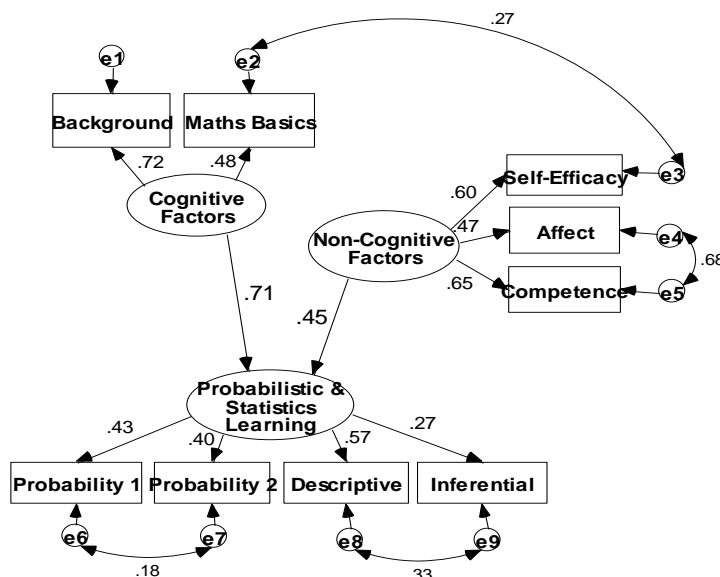 .27
e1
e2
Background
Maths Basics
.72
.48
e3
Self-Efficacy
.60
Cognitive
Factors
.47
Affect
e4
Non-Cognitive
Factors
.68
.65
Competence
e5
.71
.45
Probabilistic &
Statistics
Learning
.43
.40
.57
.27
Probability 1
Probability 2
Descriptive
Inferential
e6
e7
e8
e9
.18
.33